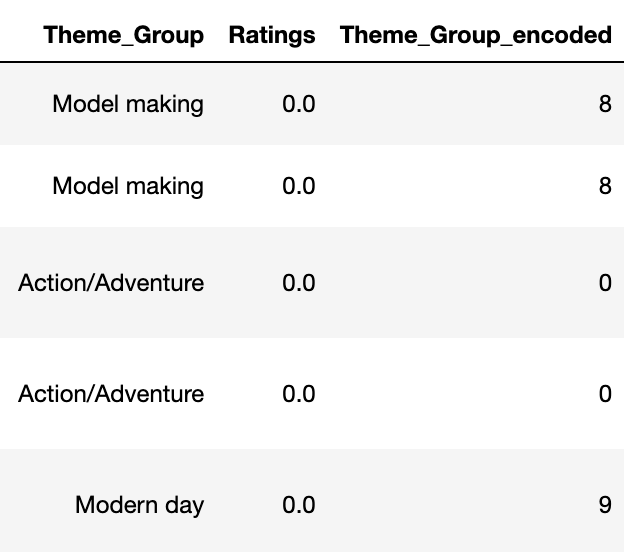 Theme_Group Ratings Theme_Group_encoded
Model making 0.0 8
Model making 0.0 8
Action/Adventure 0.0 0
Action/Adventure 0.0 0
Modern day 0.0 9